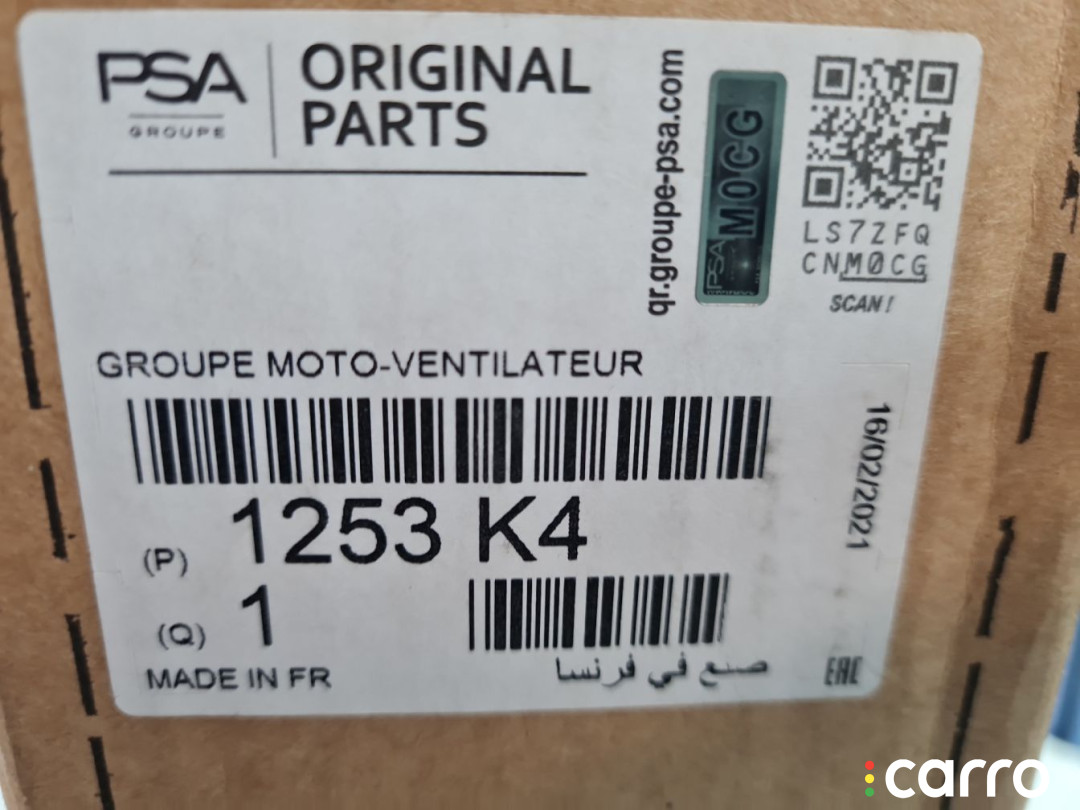 PSA
GROUPE
ORIGINAL
PARTS
qr.groupe-psa.com
M0CG
PSA
LS7ZFQ
CNM0CG
SCAN!
GROUPE MOTO-VENTILATEUR
16/02/2021
(P) 1253 K4
(Q) 1
MADE IN FR
صنع في فرنسا
EAC
carro